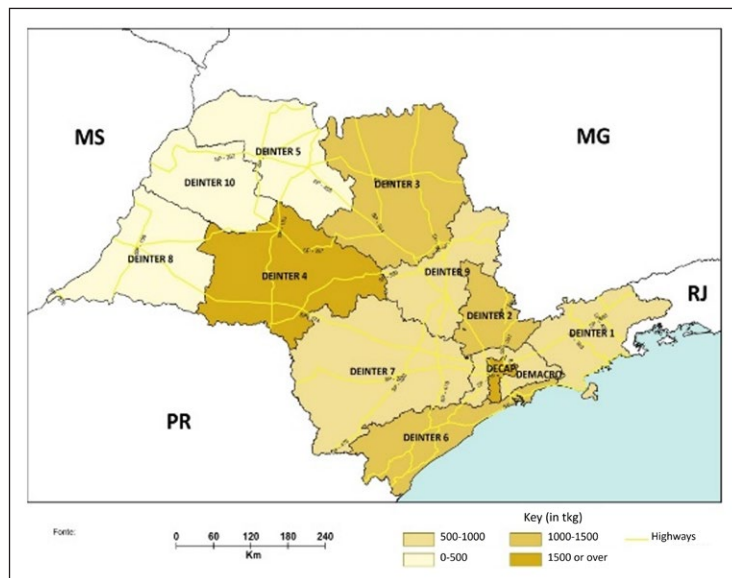 MS
MG
DEINTER 5
DEINTER 10
DEINTER 3
DEINTER 8
DEINTER 4
DEINTER 9
RJ
DEINTER 2
DEINTER 1
DEINTER 7
DECAP
DEMACRO
PR
DEINTER 6
Key (in tkg)
Fonte:
0 60 120 180 240
Km
500-1000
1000-1500
Highways
0-500
1500 or over